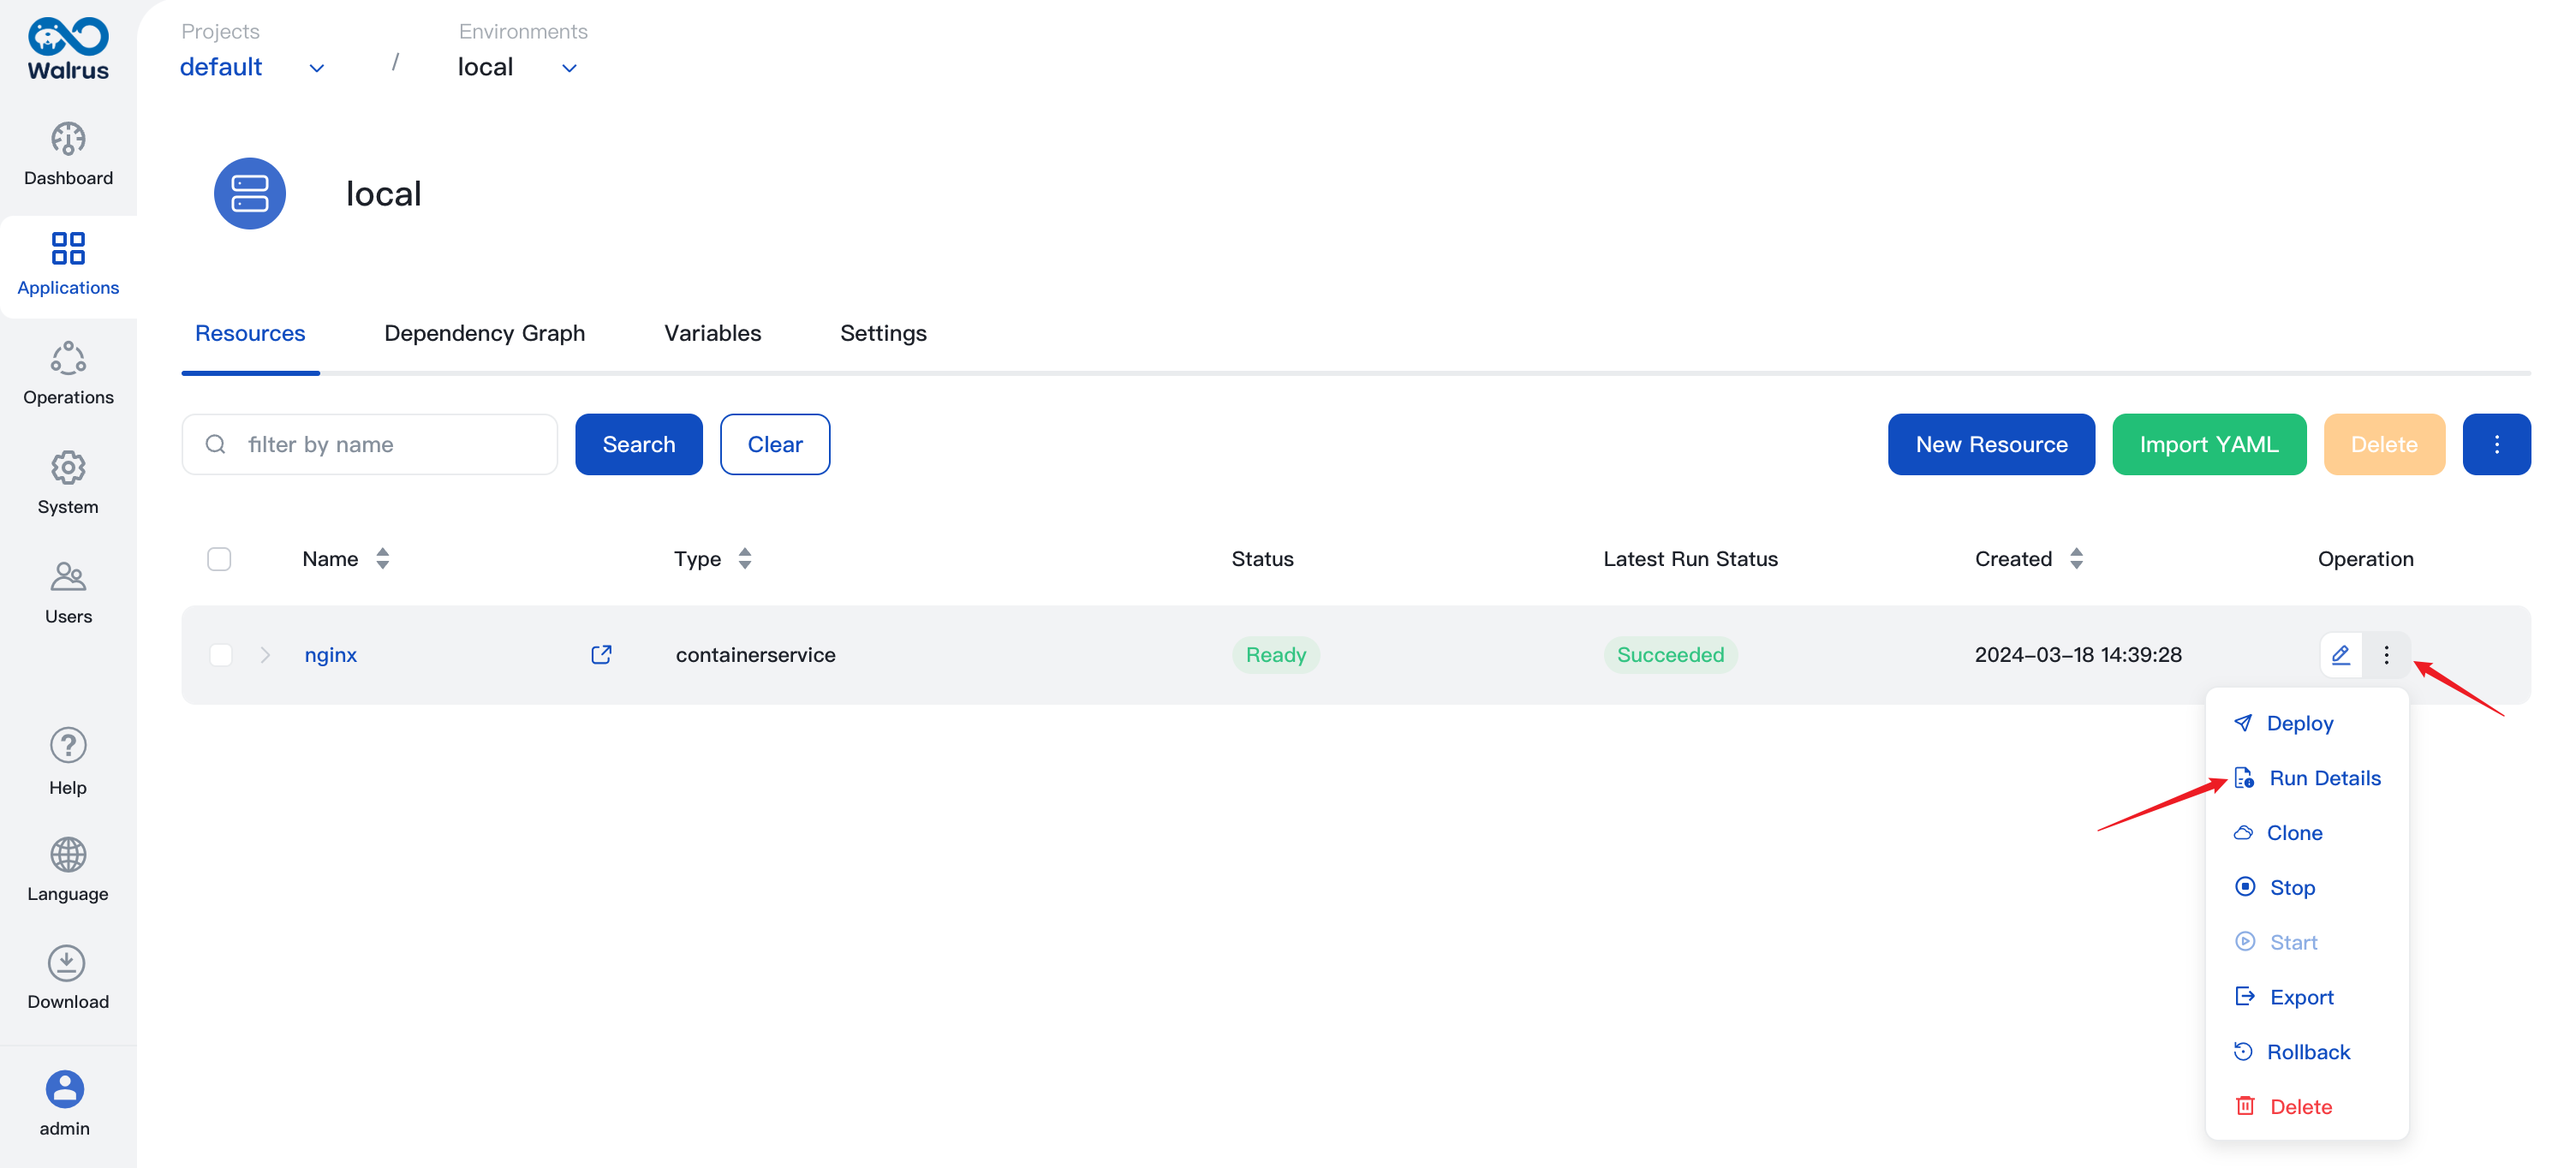 Walrus
Dashboard
Applications
Operations
System
Users
Help
Language
Download
admin
Projects
default
/
Environments
local
local
Resources
Dependency Graph
Variables
Settings
filter by name
Search
Clear
New Resource
Import YAML
Delete
Name
Type
Status
Latest Run Status
Created
Operation
nginx
containerservice
Ready
Succeeded
2024-03-18 14:39:28
Deploy
Run Details
Clone
Stop
Start
Export
Rollback
Delete